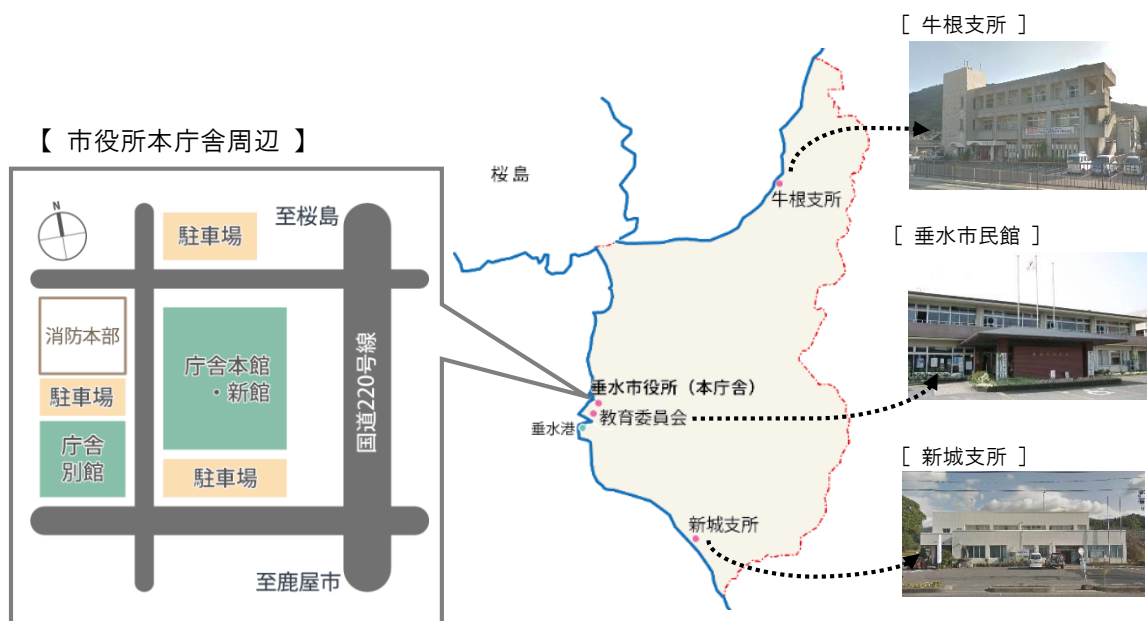 【 市役所本庁舎周辺 】
N
駐車場
至桜島
消防本部
駐車場
庁舎
別館
庁舎本館
・新館
駐車場
国道220号線
至鹿屋市
桜島
牛根支所
垂水市役所（本庁舎）
教育委員会
垂水港
新城支所
［ 牛根支所 ］
［ 垂水市民館 ］
［ 新城支所 ］